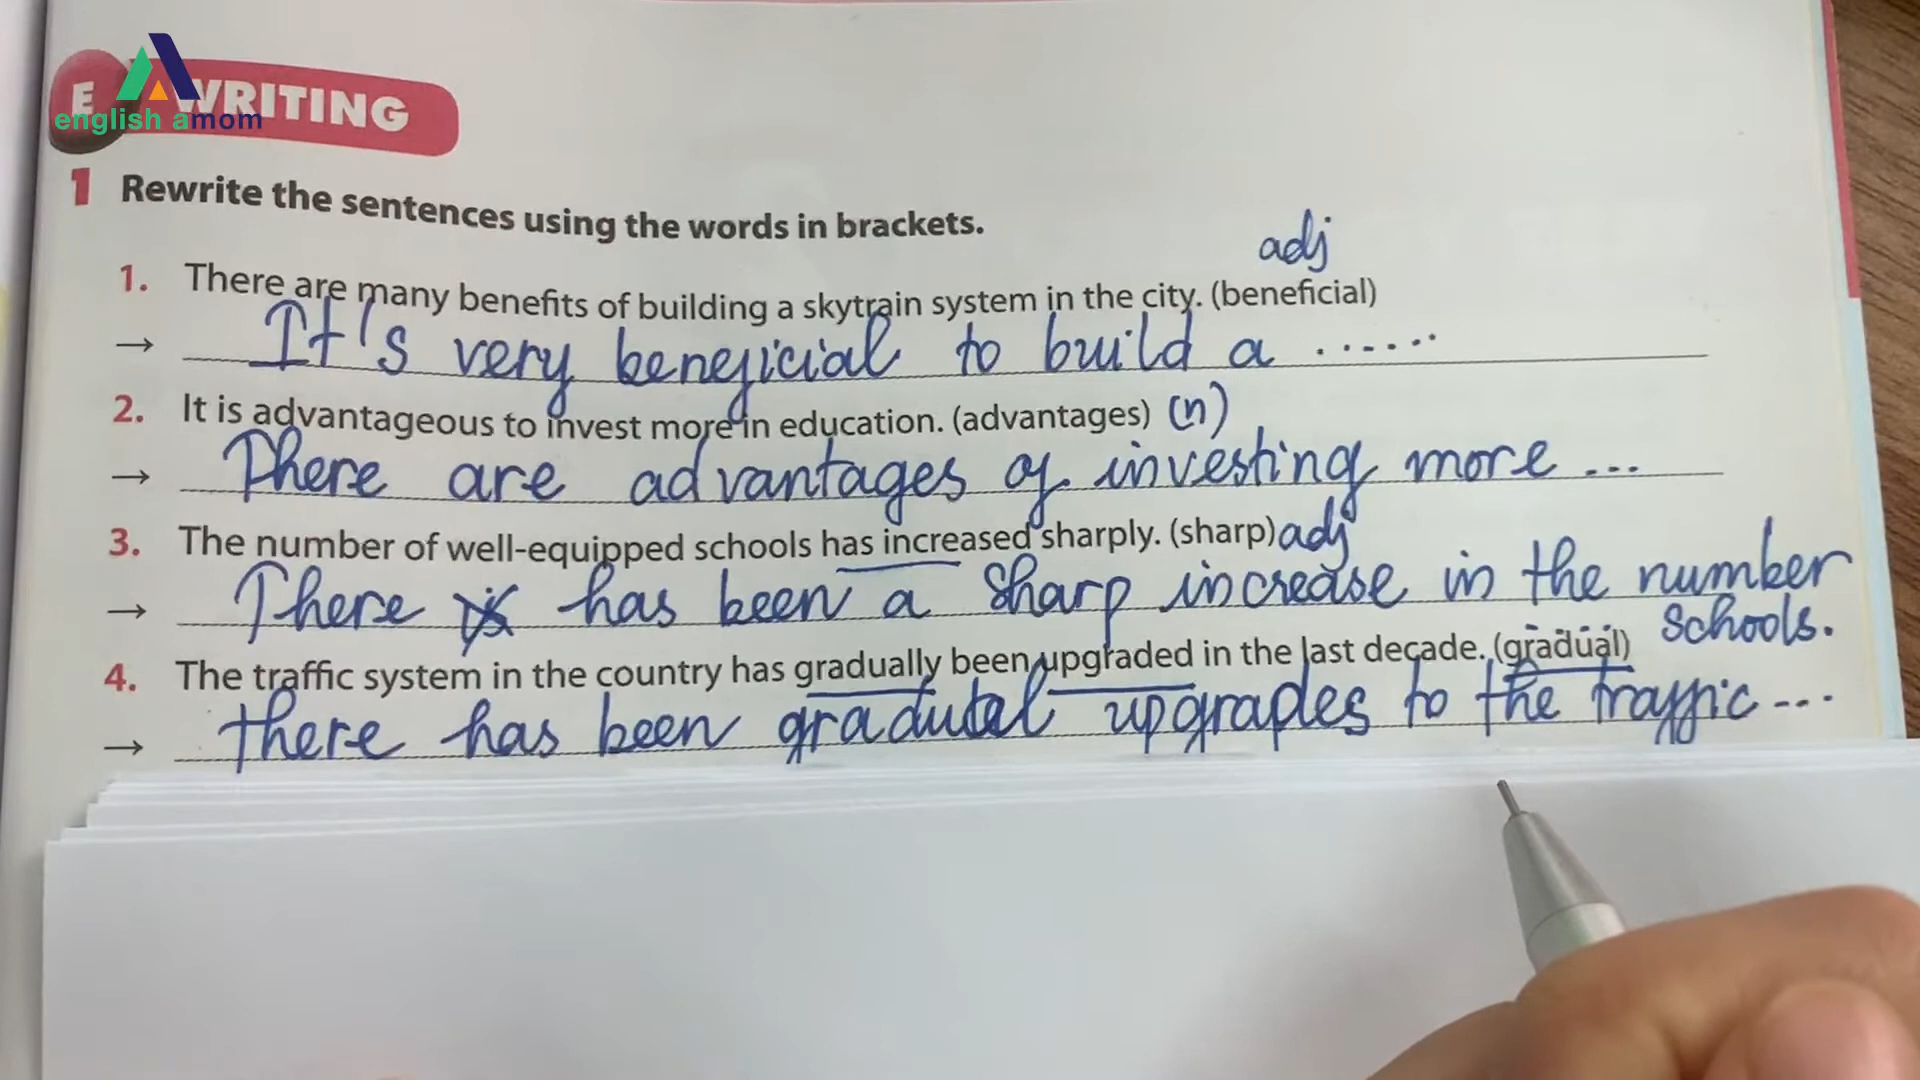 E WRITING
english amom
1 Rewrite the sentences using the words in brackets.
adj
1. There are many benefits of building a skytrain system in the city. (beneficial)
→ It's very beneficial to build a ......
2. It is advantageous to invest more in education. (advantages) (n)
→ There are advantages of investing more ...
3. The number of well-equipped schools has increased sharply. (sharp) adj
→ There is has been a sharp increase in the number
schools.
4. The traffic system in the country has gradually been upgraded in the last decade. (gradual)
→ there has been upgrades to the traffic ...